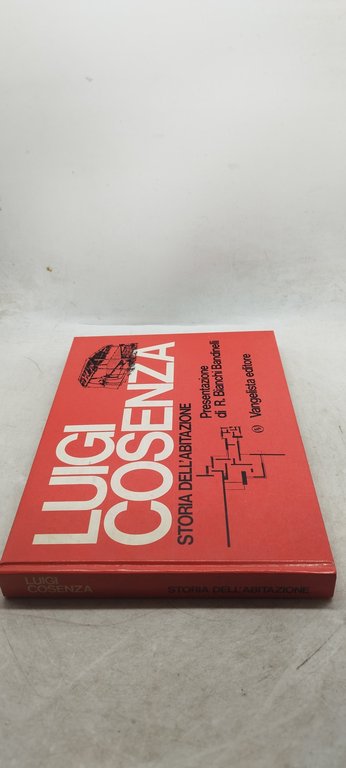 LUIGI
COSENZA
STORIA DELL'ABITAZIONE
Presentazione
di R. Bianchi Bandinelli
Vangelista editore
LUIGI
COSENZA
STORIA DELL'ABITAZIONE